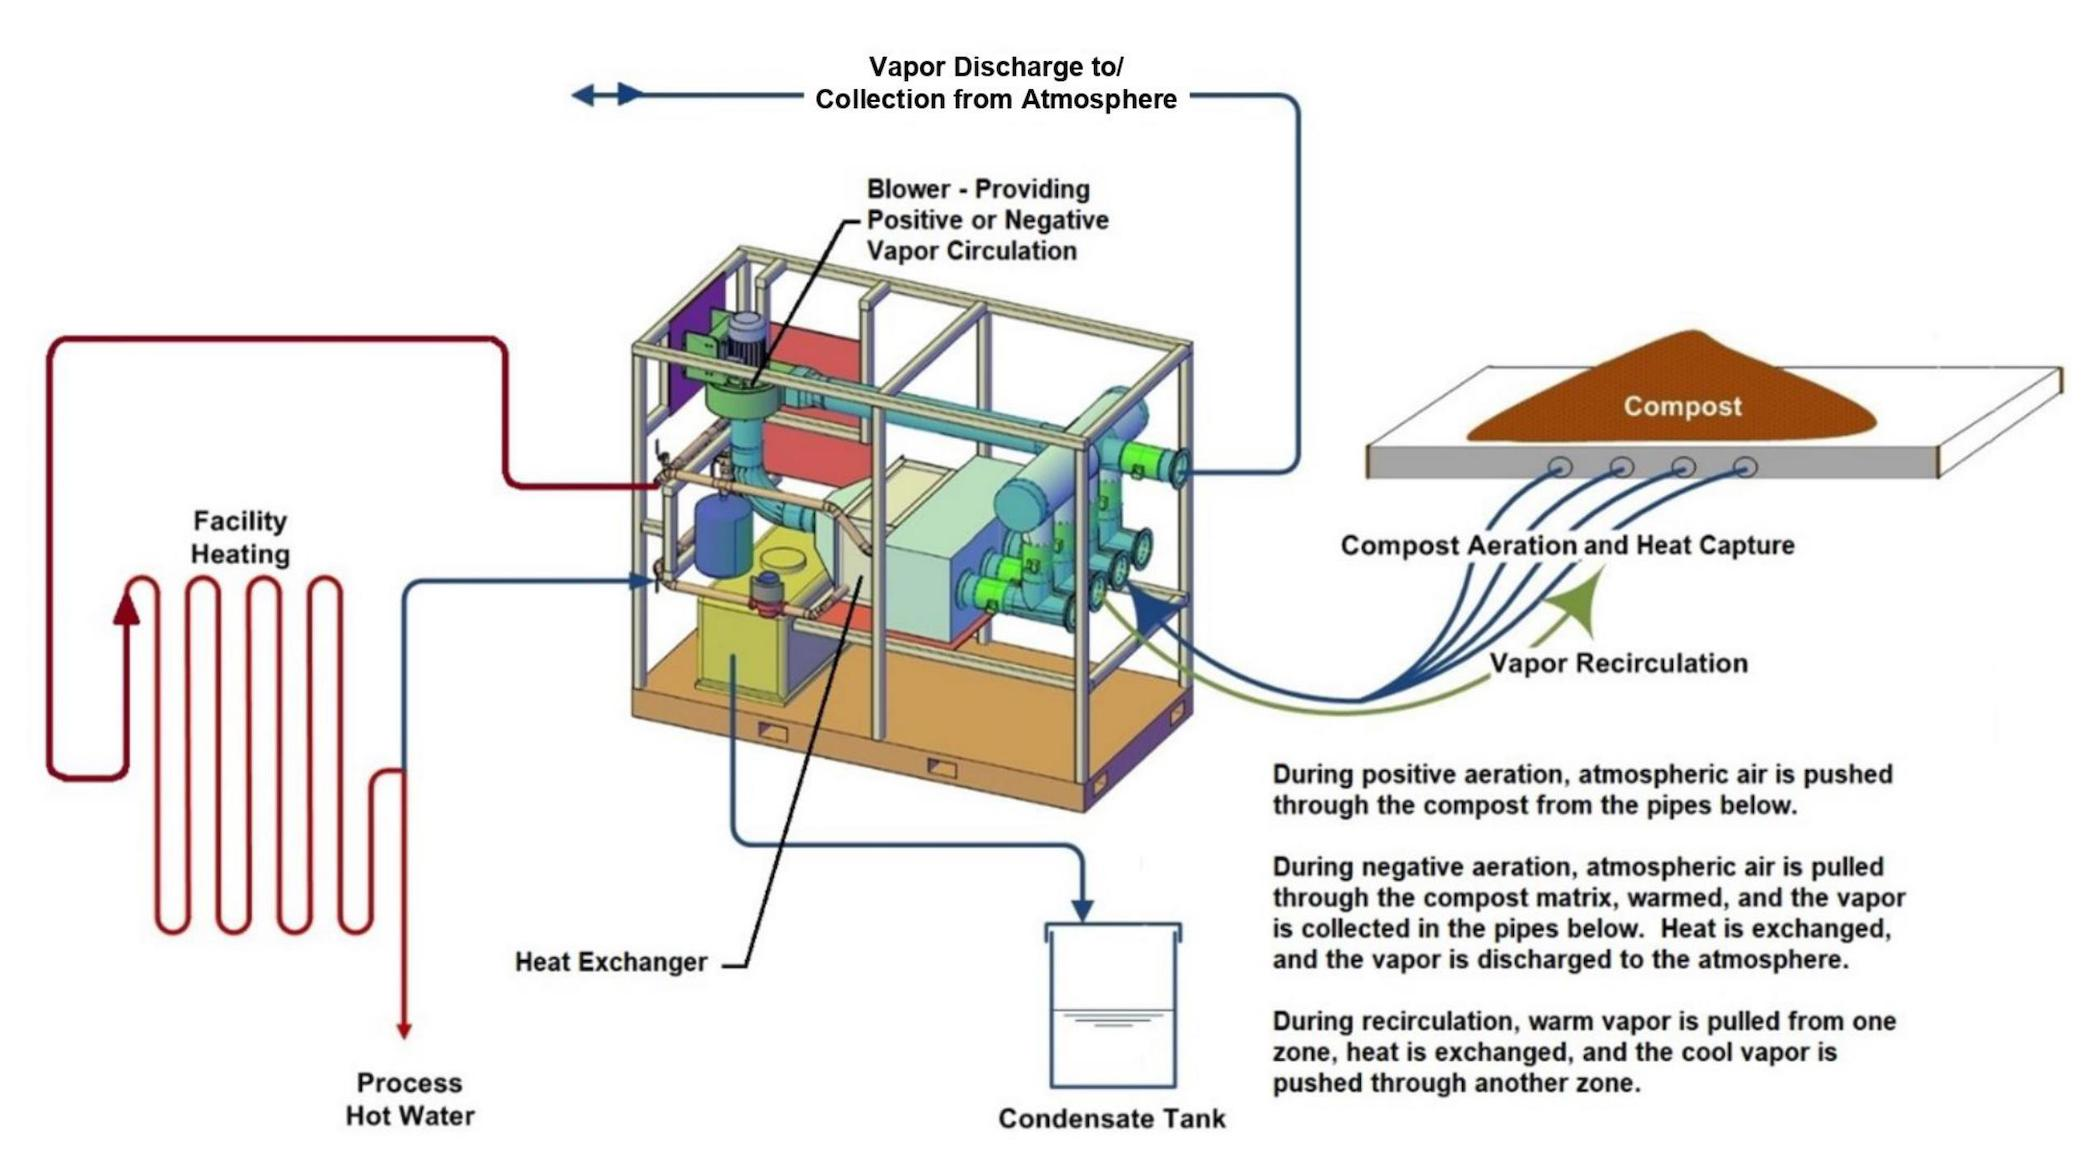 Vapor Discharge to/
Collection from Atmosphere
Blower - Providing
Positive or Negative
Vapor Circulation
Compost
Facility
Heating
Compost Aeration and Heat Capture
Vapor Recirculation
During positive aeration, atmospheric air is pushed
through the compost from the pipes below.
During negative aeration, atmospheric air is pulled
through the compost matrix, warmed, and the vapor
is collected in the pipes below. Heat is exchanged,
and the vapor is discharged to the atmosphere.
During recirculation, warm vapor is pulled from one
zone, heat is exchanged, and the cool vapor is
pushed through another zone.
Heat Exchanger
Process
Hot Water
Condensate Tank